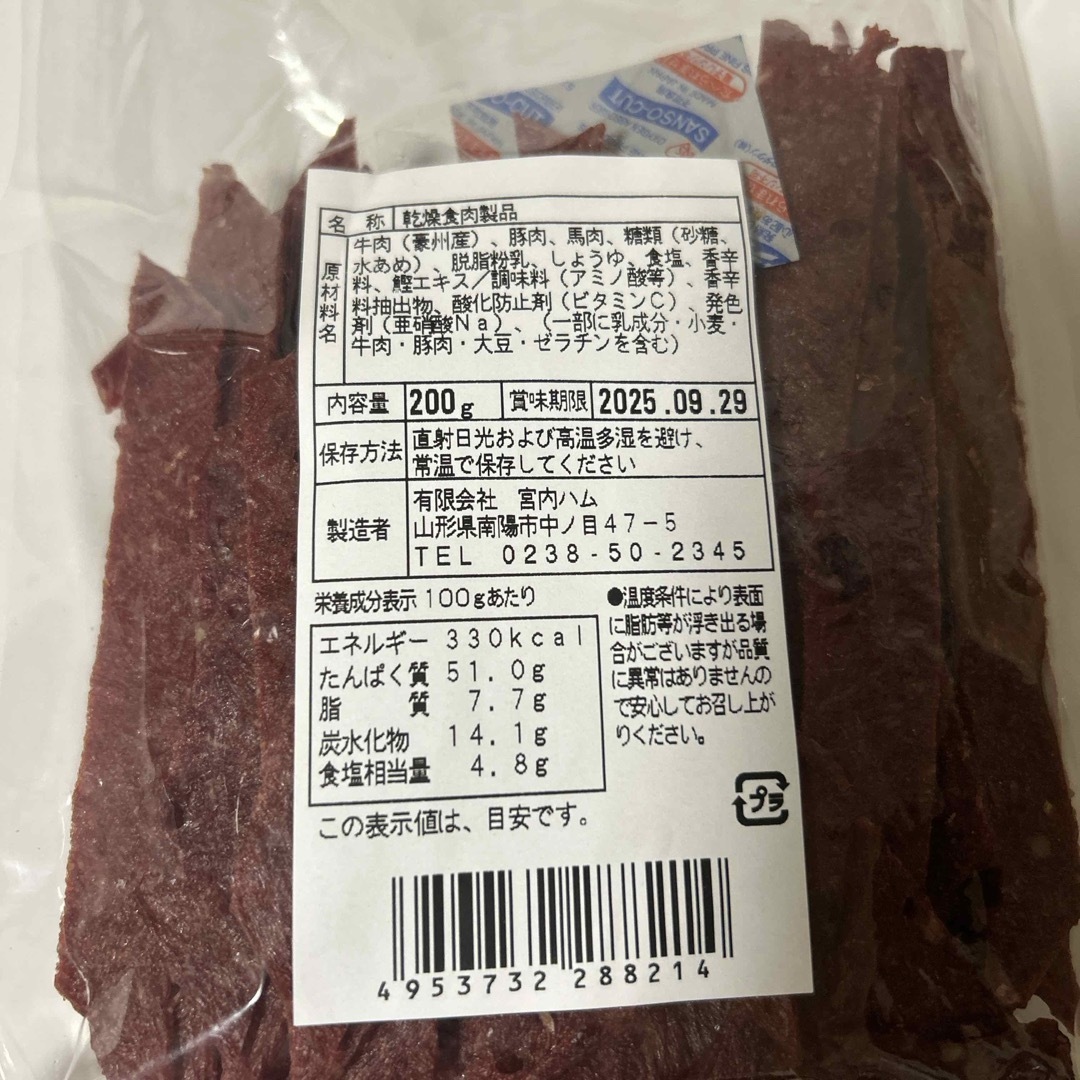 SANSO-CUT
MADE IN JAPAN
名 称 乾燥食肉製品
原材料名
牛肉(豪州産)、豚肉、馬肉、糖類(砂糖、
水あめ)、脱脂粉乳、しょうゆ、食塩、香辛
料、鰹エキス/調味料(アミノ酸等)、香辛
料抽出物、酸化防止剤(ビタミンC)、発色
剤(亜硝酸Na)、(一部に乳成分・小麦・
牛肉・豚肉・大豆・ゼラチンを含む)
内容量 200g 賞味期限 2025.09.29
保存方法 直射日光および高温多湿を避け、
常温で保存してください
製造者
有限会社 宮内ハム
山形県南陽市中ノ目47-5
TEL 0238-50-2345
栄養成分表示 100gあたり
エネルギー 330kcal
たんぱく質 51.0g
脂 質 7.7g
炭水化物 14.1g
食塩相当量 4.8g
この表示値は、目安です。
●温度条件により表面
に脂肪等が浮き出る場
合がございますが品質
に異常はありませんの
で安心してお召し上が
りください。
プラ
4953732288214